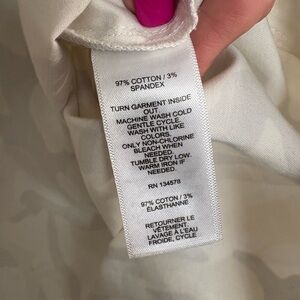 97% COTTON / 3%
SPANDEX
TURN GARMENT INSIDE
OUT
MACHINE WASH COLD
GENTLE CYCLE.
WASH WITH LIKE
COLORS.
ONLY NON-CHLORINE
BLEACH WHEN
NEEDED.
TUMBLE DRY LOW.
WARM IRON IF
NEEDED.
RN 134578
97% COTON / 3%
ÉLASTHANNE
RETOURNER LE
VÊTEMENT.
LAVAGE À L'EAU
FROIDE, CYCLE